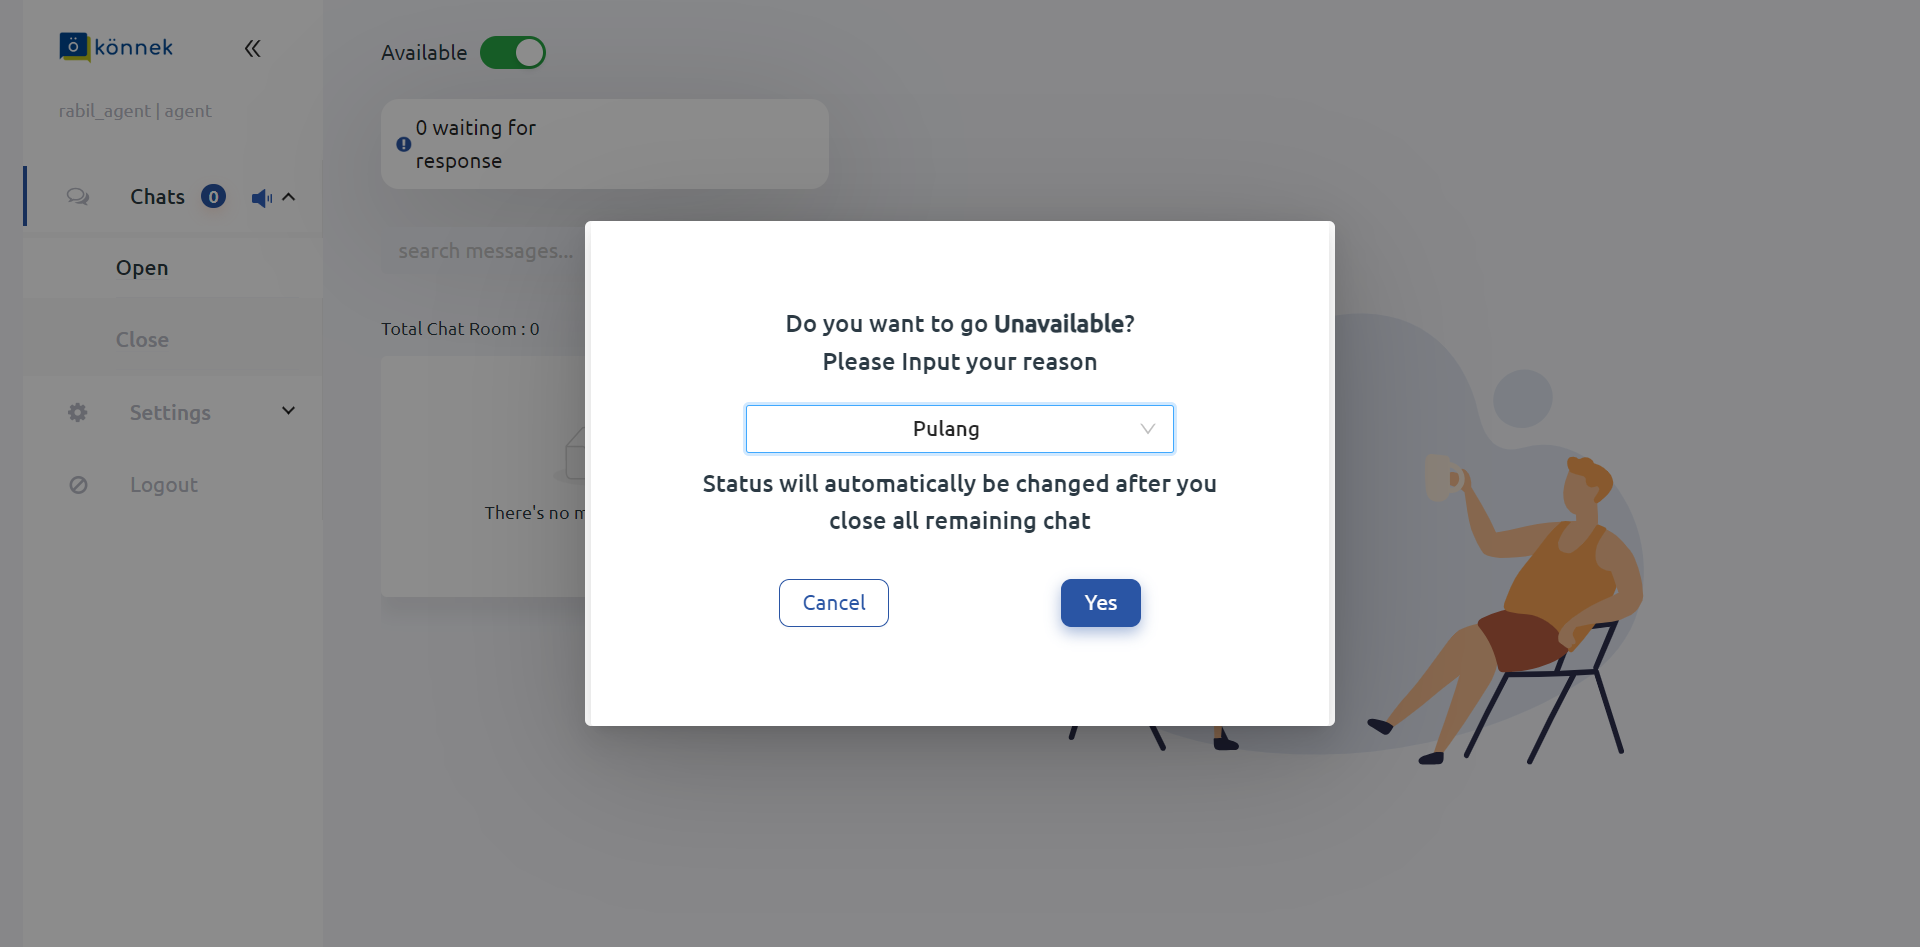 ö könnek
rabil_agent | agent
Chats 0
Open
Close
Settings
Logout
Available
0 waiting for
response
search messages...
Total Chat Room : 0
There's no
Do you want to go Unavailable?
Please Input your reason
Pulang
Status will automatically be changed after you
close all remaining chat
Cancel
Yes